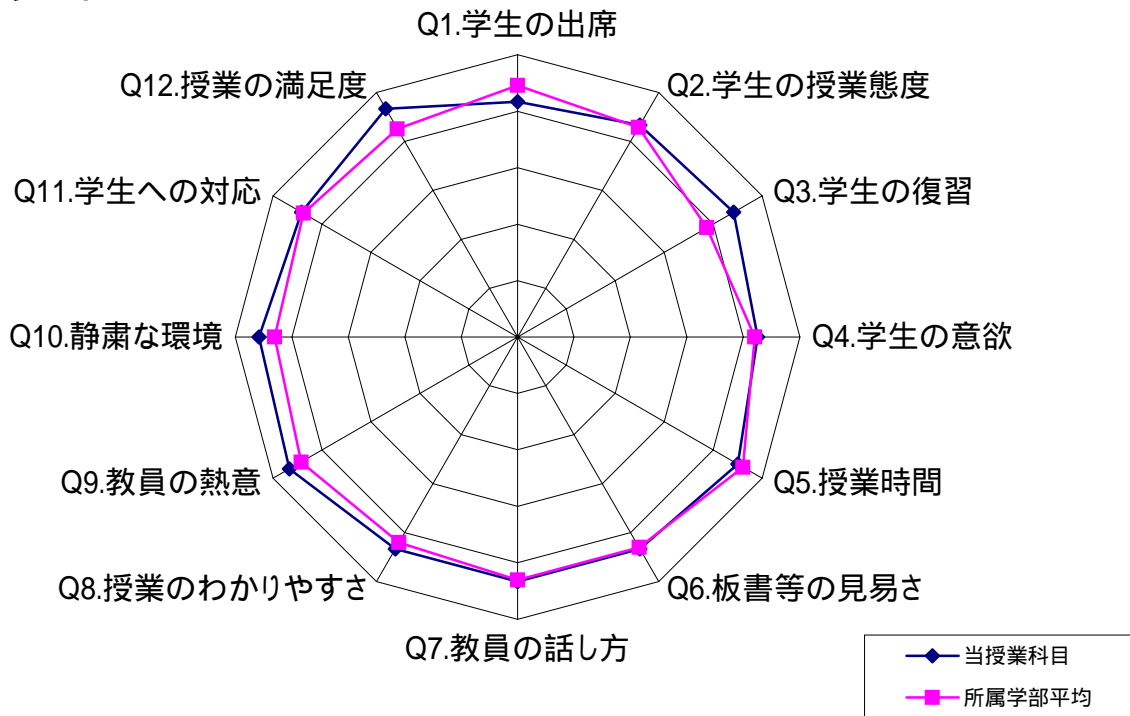 Q1.学生の出席
Q2.学生の授業態度
Q3.学生の復習
Q4.学生の意欲
Q5.授業時間
Q6.板書等の見易さ
Q7.教員の話し方
Q8.授業のわかりやすさ
Q9.教員の熱意
Q10.静粛な環境
Q11.学生への対応
Q12.授業の満足度
当授業科目
所属学部平均